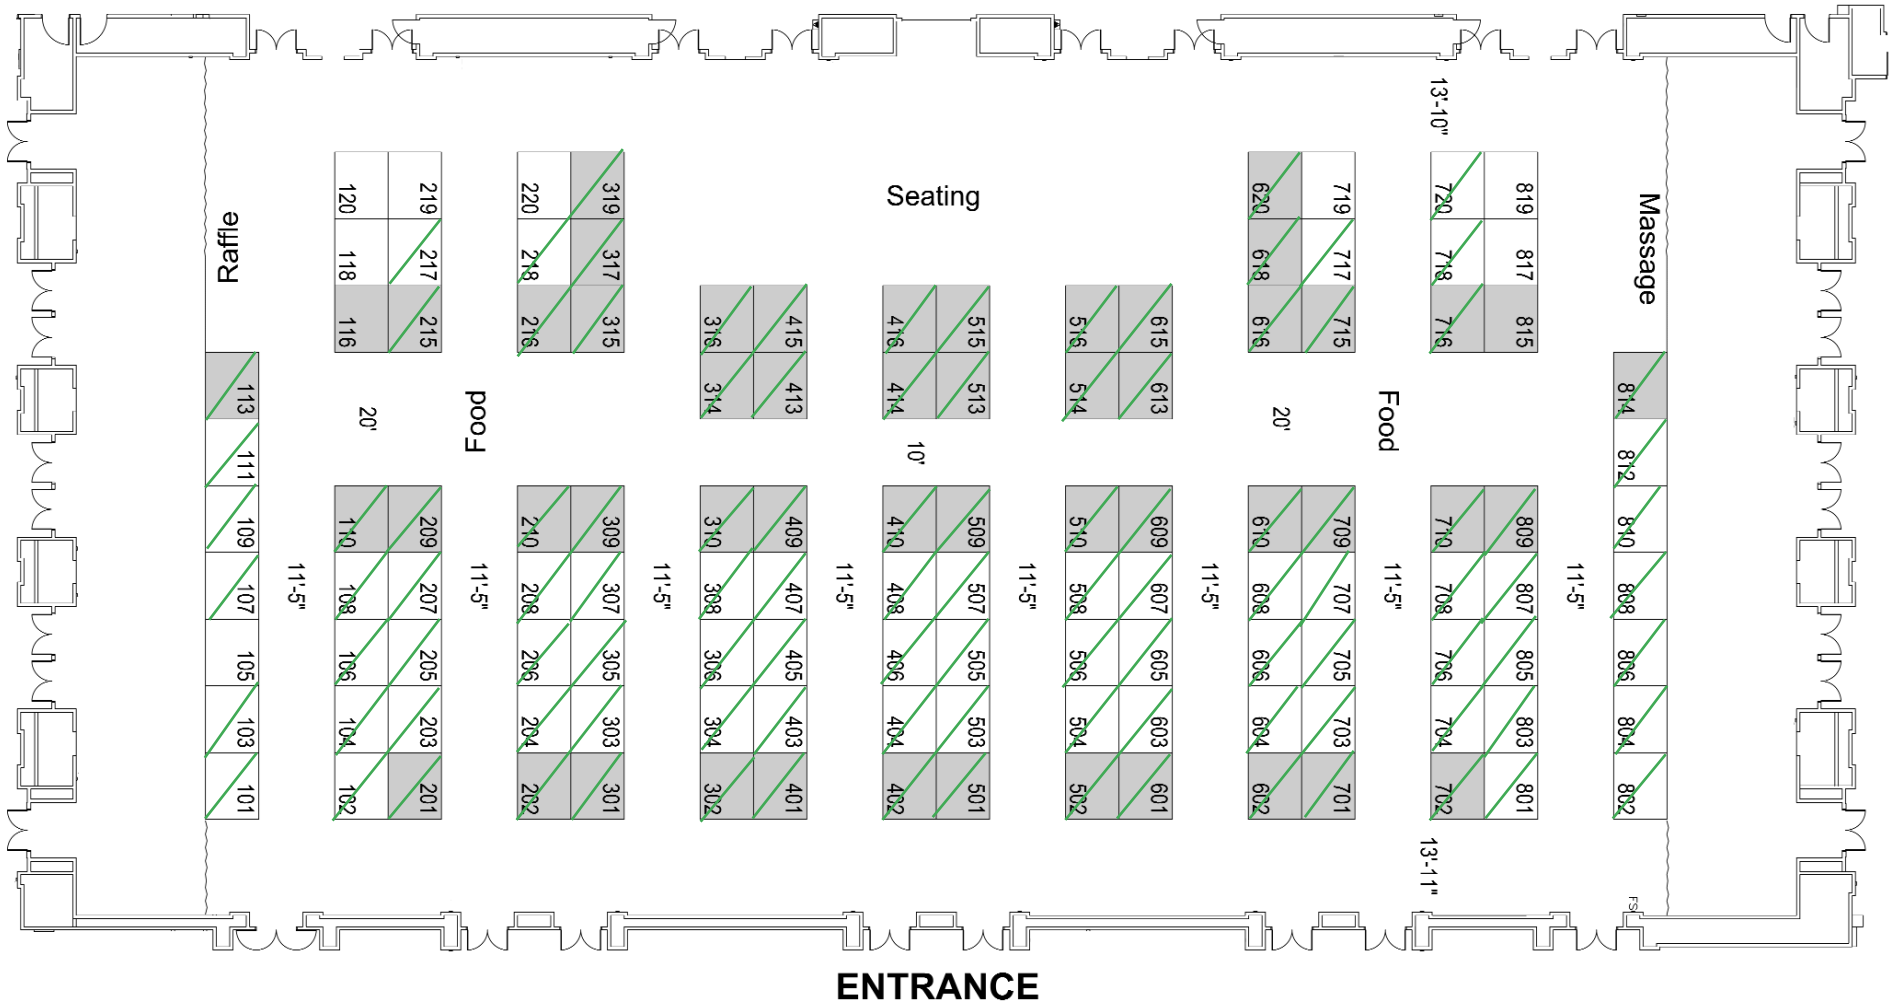 13'-10"
120 219 220 319 Seating 620 719 720 819
Raffle Massage
118 217 218 317 618 717 718 817
116 215 216 315 316 415 416 515 516 615 616 715 716 815
113 314 413 414 513 514 613 814
20' Food 10' 20' Food
111 812
109 110 209 210 309 310 409 410 509 510 609 610 709 710 809 810
107 11'-5" 108 207 11'-5" 208 307 11'-5" 308 407 11'-5" 408 507 11'-5" 508 607 11'-5" 608 707 11'-5" 708 807 11'-5" 808
105 106 205 206 305 306 405 406 505 506 605 606 705 706 805 806
103 104 203 204 303 304 403 404 503 504 603 604 703 704 803 804
101 102 201 202 301 302 401 402 501 502 601 602 701 702 801 802
13'-11"
FS
ENTRANCE